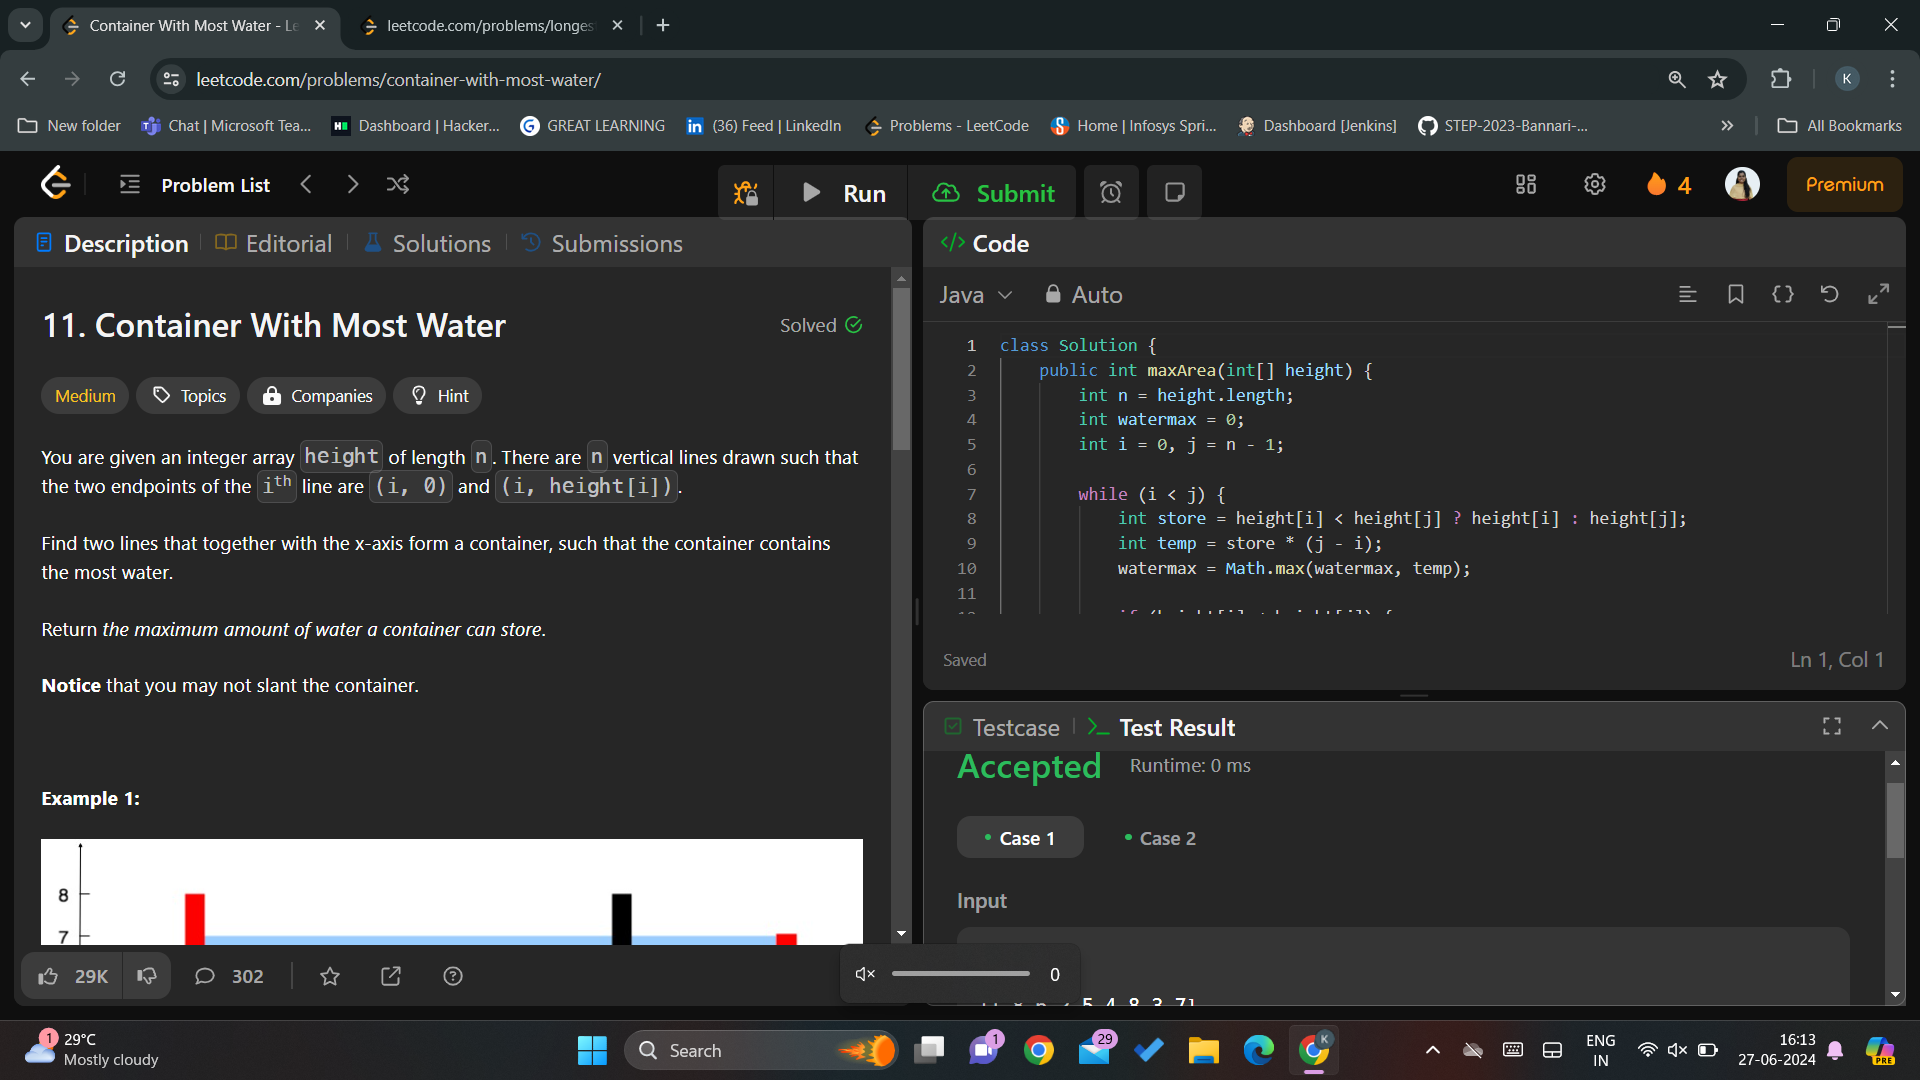 Container With Most Water - Le
leetcode.com/problems/longes
leetcode.com/problems/container-with-most-water/
K
New folder
Chat | Microsoft Tea...
Dashboard | Hacker...
GREAT LEARNING
(36) Feed | LinkedIn
Problems - LeetCode
Home | Infosys Spri...
Dashboard [Jenkins]
STEP-2023-Bannari-...
All Bookmarks
Problem List
Run
Submit
4
Premium
Description
Editorial
Solutions
Submissions
11. Container With Most Water
Solved
Medium
Topics
Companies
Hint
You are given an integer array height of length n. There are n vertical lines drawn such that
the two endpoints of the ith line are (i, 0) and (i, height[i]).
Find two lines that together with the x-axis form a container, such that the container contains
the most water.
Return the maximum amount of water a container can store.
Notice that you may not slant the container.
Example 1:
8
7
29K
302
</> Code
Java
Auto
1 class Solution {
2 public int maxArea(int[] height) {
3 int n = height.length;
4 int watermax = 0;
5 int i = 0, j = n - 1;
6
7 while (i < j) {
8 int store = height[i] < height[j] ? height[i] : height[j];
9 int temp = store * (j - i);
10 watermax = Math.max(watermax, temp);
11
Saved
Ln 1, Col 1
Testcase
Test Result
Accepted
Runtime: 0 ms
Case 1
Case 2
Input
5,4,8,3,7]
0
1
29°C
Mostly cloudy
Search
1
29
K
ENG
IN
16:13
27-06-2024
PRE